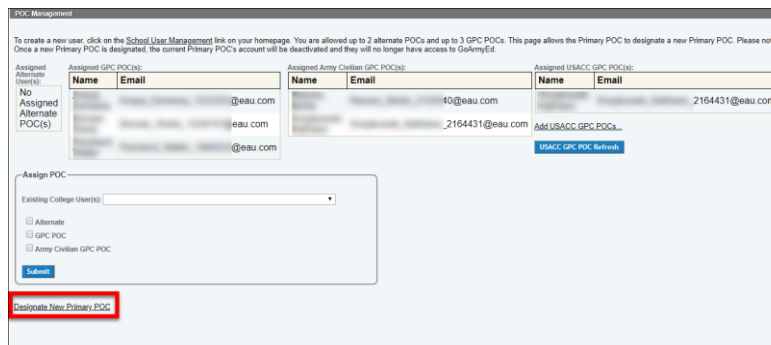 POC Management
To create a new user, click on the School User Management link on your homepage. You are allowed up to 2 alternate POCs and up to 3 GPC POCs. This page allows the Primary POC to designate a new Primary POC. Please not
Once a new Primary POC is designated, the current Primary POC's account will be deactivated and they will no longer have access to GoArmyEd.
Assigned Alternate User(s):
No Assigned Alternate POC(s)
Assigned GPC POC(s):
Name Email
@eau.com
eau.com
@eau.com
Assigned Army Civilian GPC POC(s):
Name Email
40@eau.com
_2164431@eau.com
Assigned USACC GPC POC(s):
Name Email
2164431@eau.com
Add USACC GPC POCs...
USACC GPC POC Refresh
Assign POC
Existing College User(s):
Alternate
GPC POC
Army Civilian GPC POC
Submit
Designate New Primary POC